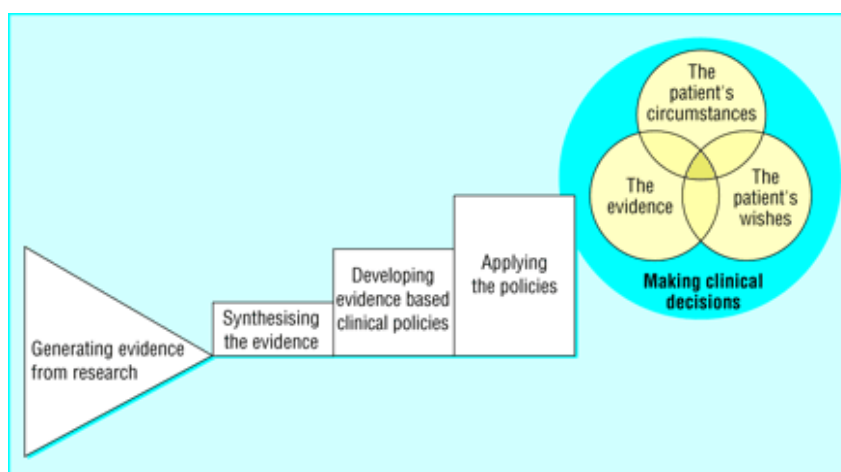 Generating evidence
from research
Synthesising
the evidence
Developing
evidence based
clinical policies
Applying
the policies
The
patient's
circumstances
The
evidence
The
patient's
wishes
Making clinical
decisions